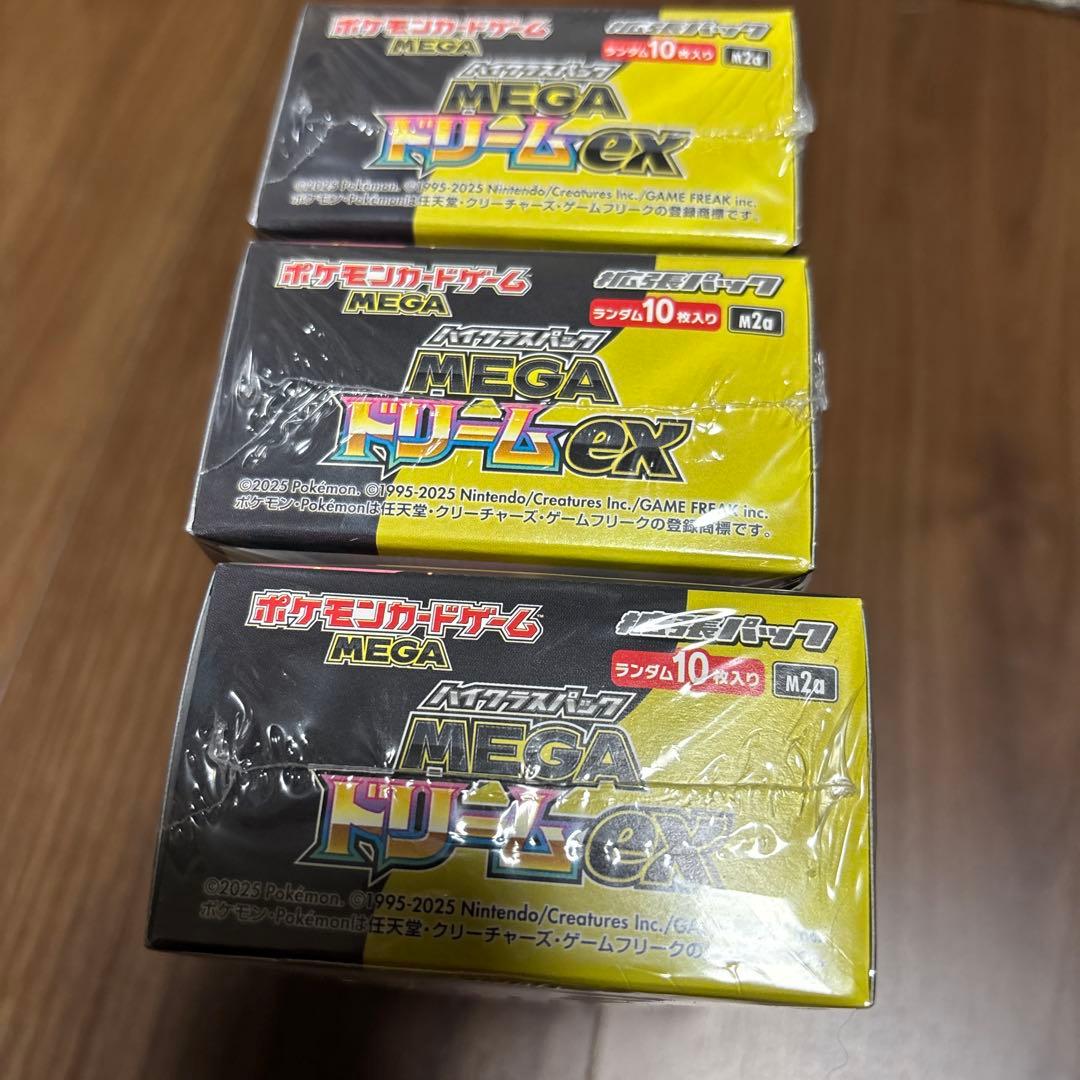 ポケモンカードゲーム
MEGA
拡張パック
ランダム10枚入り M2a
ハイクラスパック
MEGA
ドリームex
©2025 Pokémon. ©1995-2025 Nintendo/Creatures Inc./GAME FREAK inc.
ポケモン・Pokémonは任天堂・クリーチャーズ・ゲームフリークの登録商標です。
ポケモンカードゲーム
MEGA
拡張パック
ランダム10枚入り M2a
ハイクラスパック
MEGA
ドリームex
©2025 Pokémon. ©1995-2025 Nintendo/Creatures Inc./GAME FREAK inc.
ポケモン・Pokémonは任天堂・クリーチャーズ・ゲームフリークの登録商標です。
ポケモンカードゲーム
MEGA
拡張パック
ランダム10枚入り M2a
ハイクラスパック
MEGA
ドリームex
©2025 Pokémon. ©1995-2025 Nintendo/Creatures Inc./GA
ポケモン・Pokémonは任天堂・クリーチャーズ・ゲームフリークの